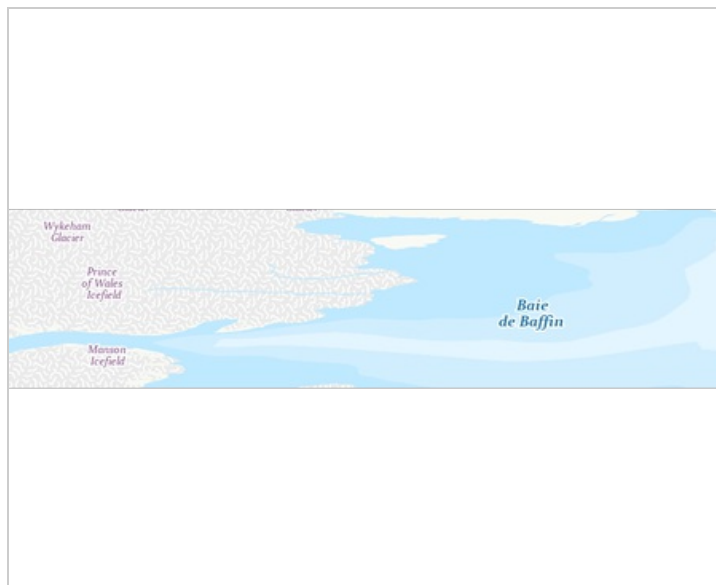 Wykeham
Glacier
Prince
of Wales
Icefield
Baie
de Baffin
Manson
Icefield